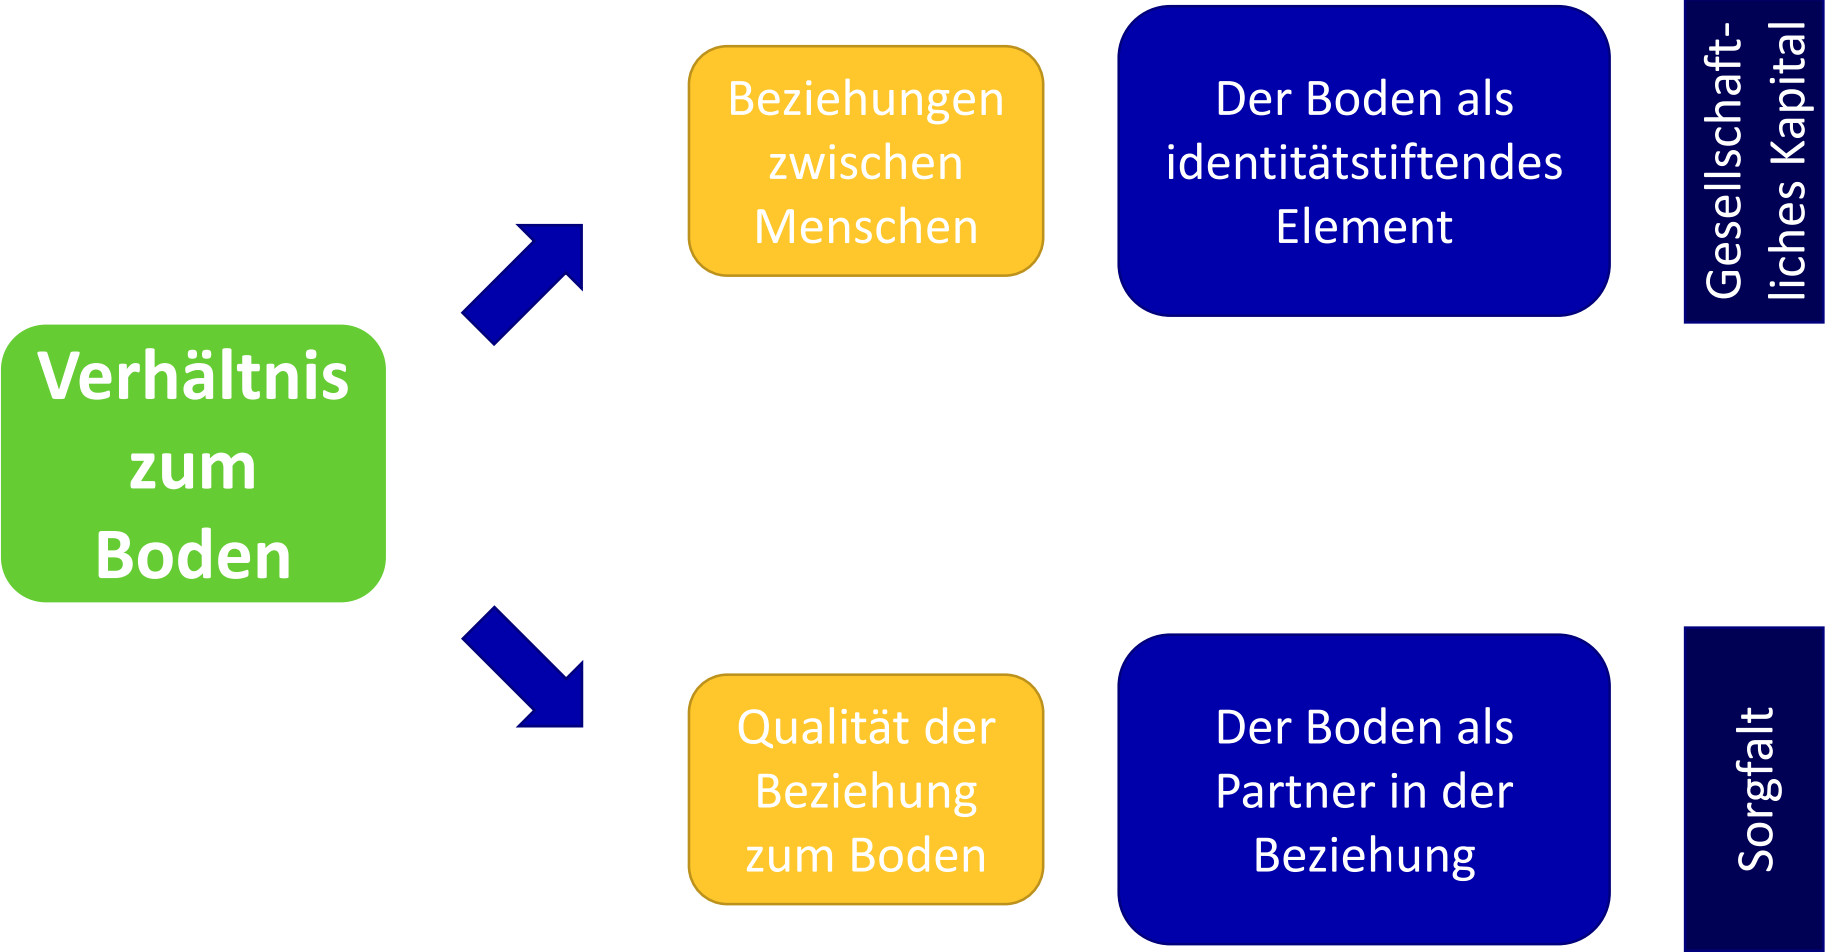 Verhältnis
zum
Boden
Beziehungen
zwischen
Menschen
Der Boden als
identitätstiftendes
Element
Gesellschaft-
liches Kapital
Qualität der
Beziehung
zum Boden
Der Boden als
Partner in der
Beziehung
Sorgfalt